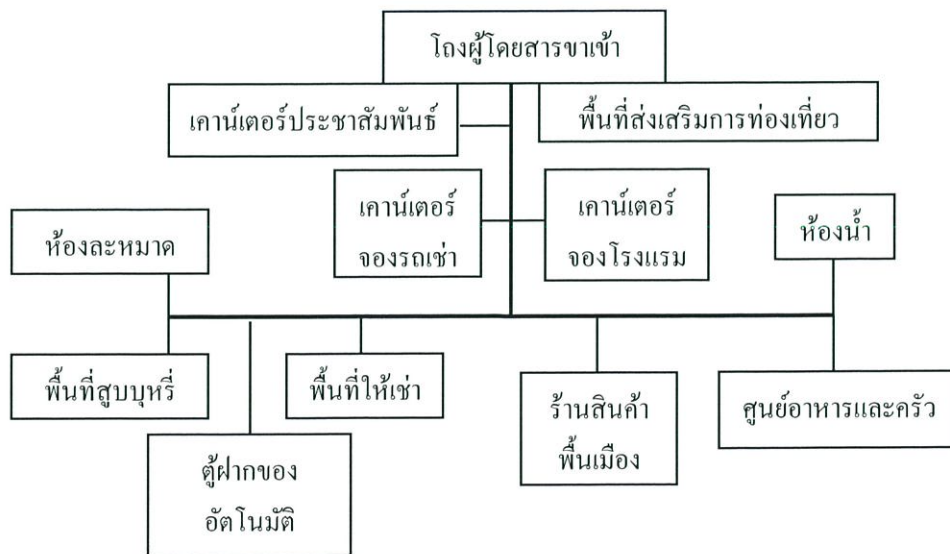 โถงผู้โดยสารขาเข้า
เคาน์เตอร์ประชาสัมพันธ์
พื้นที่ส่งเสริมการท่องเที่ยว
เคาน์เตอร์
จองรถเช่า
เคาน์เตอร์
จองโรงแรม
ห้องละหมาด
ห้องน้ำ
พื้นที่สูบบุหรี่
พื้นที่ให้เช่า
ร้านสินค้า
พื้นเมือง
ศูนย์อาหารและครัว
ตู้ฝากของ
อัตโนมัติ